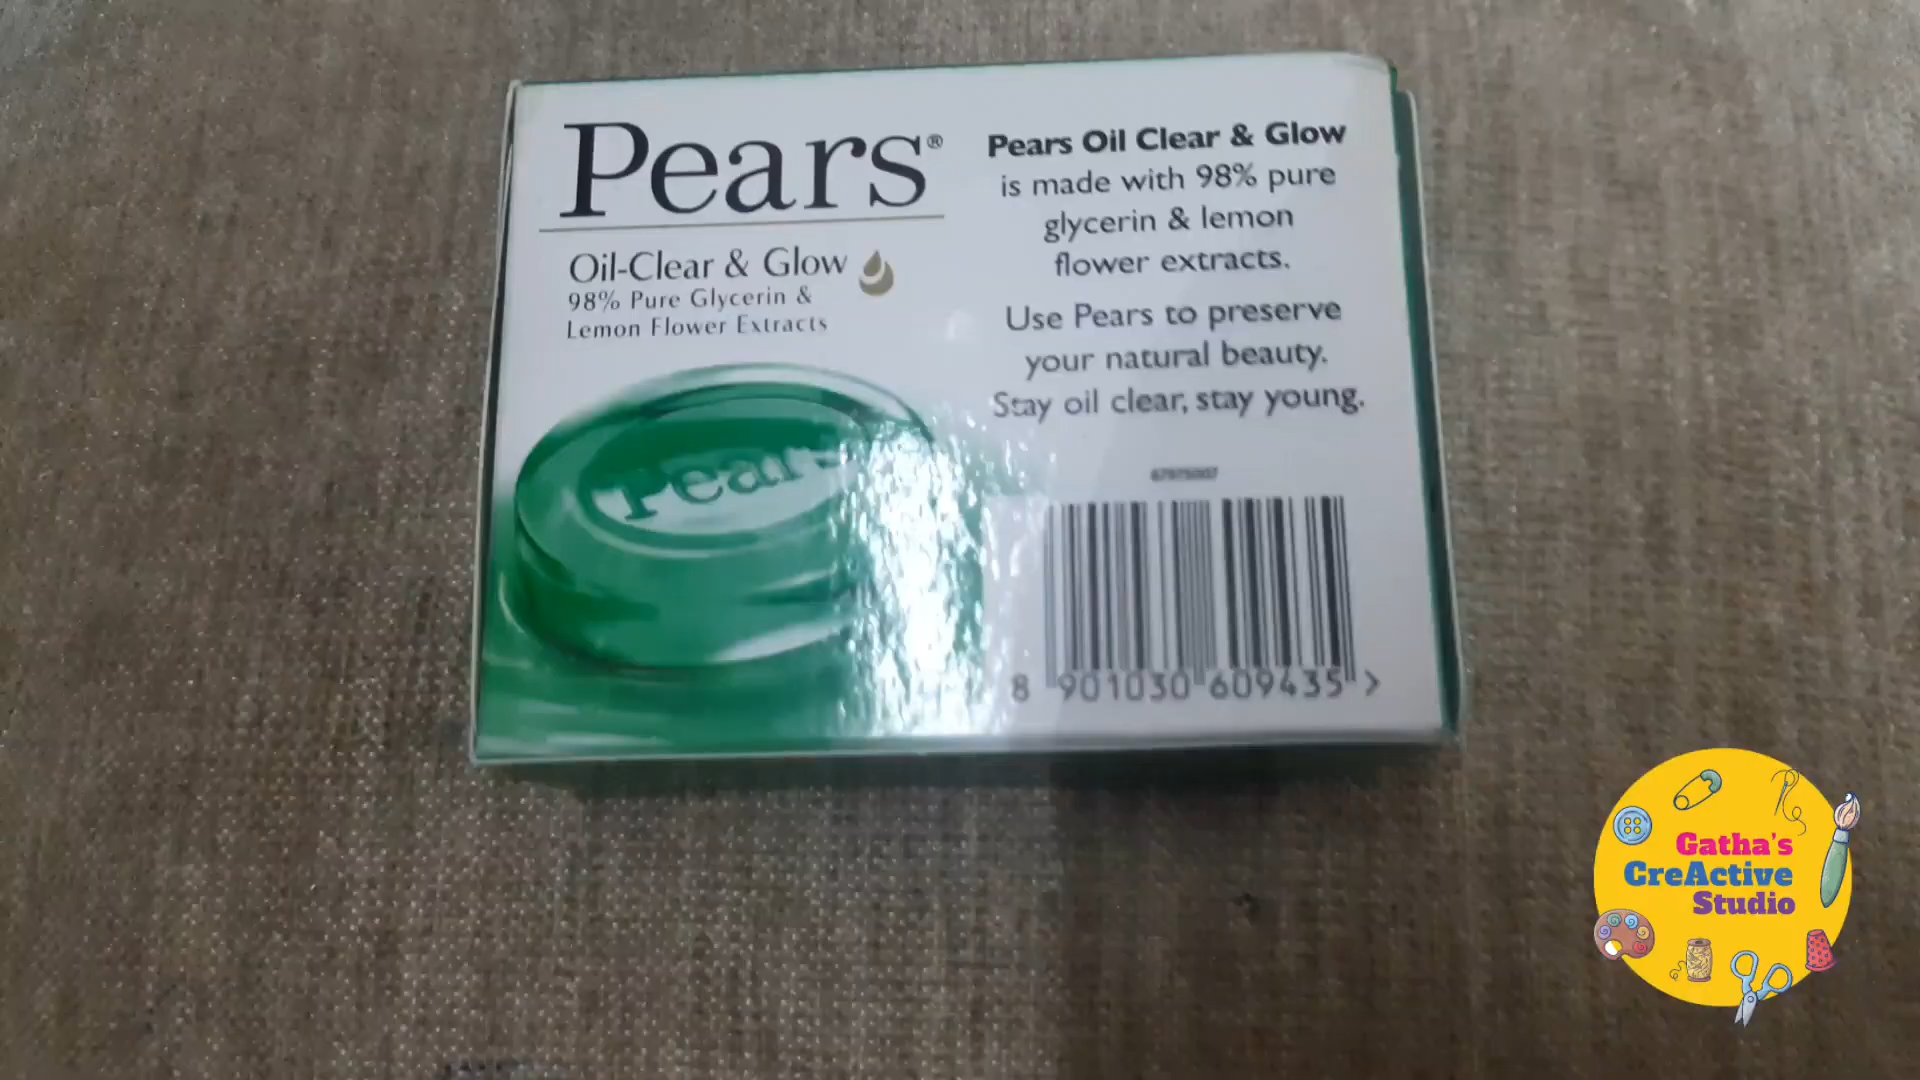 Pears®
Oil-Clear & Glow
98% Pure Glycerin &
Lemon Flower Extracts
Pears
Pears Oil Clear & Glow
is made with 98% pure
glycerin & lemon
flower extracts.
Use Pears to preserve
your natural beauty.
Stay oil clear, stay young.
8 901030 609435 >
Gatha's
CreActive
Studio